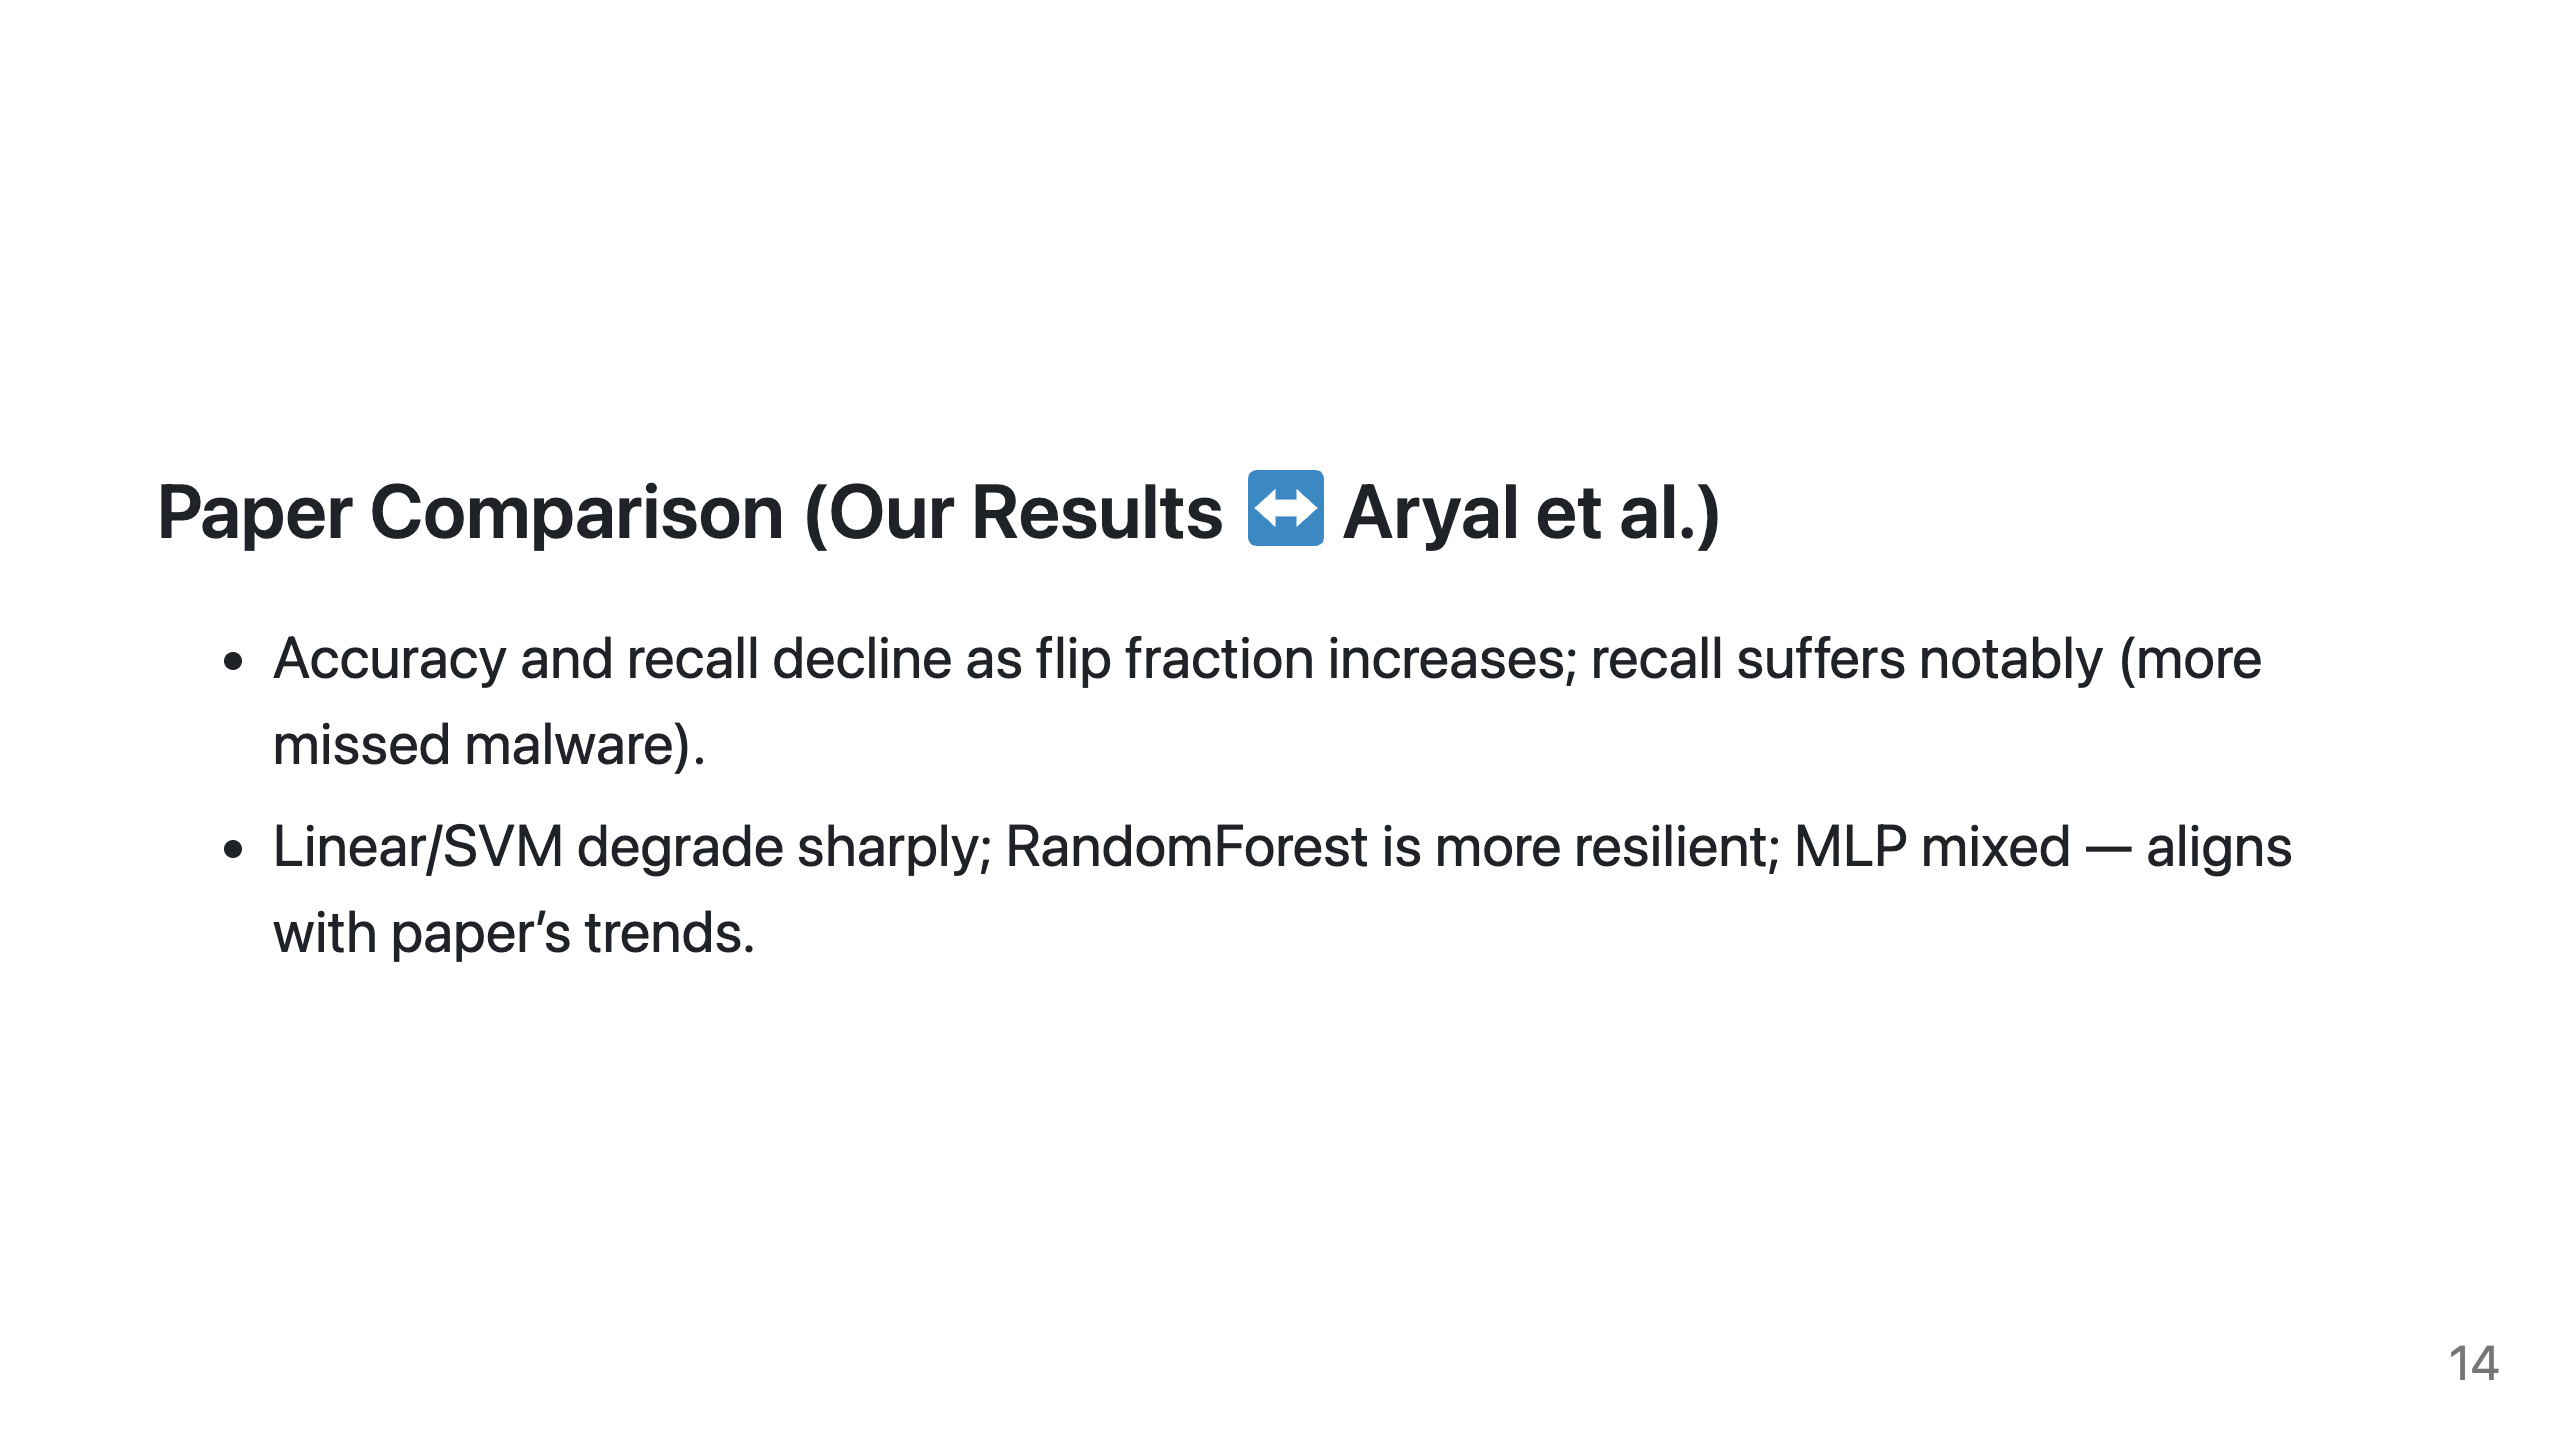 Paper Comparison (Our Results ↔️ Aryal et al.)
• Accuracy and recall decline as flip fraction increases; recall suffers notably (more
missed malware).
• Linear/SVM degrade sharply; RandomForest is more resilient; MLP mixed — aligns
with paper’s trends.
14